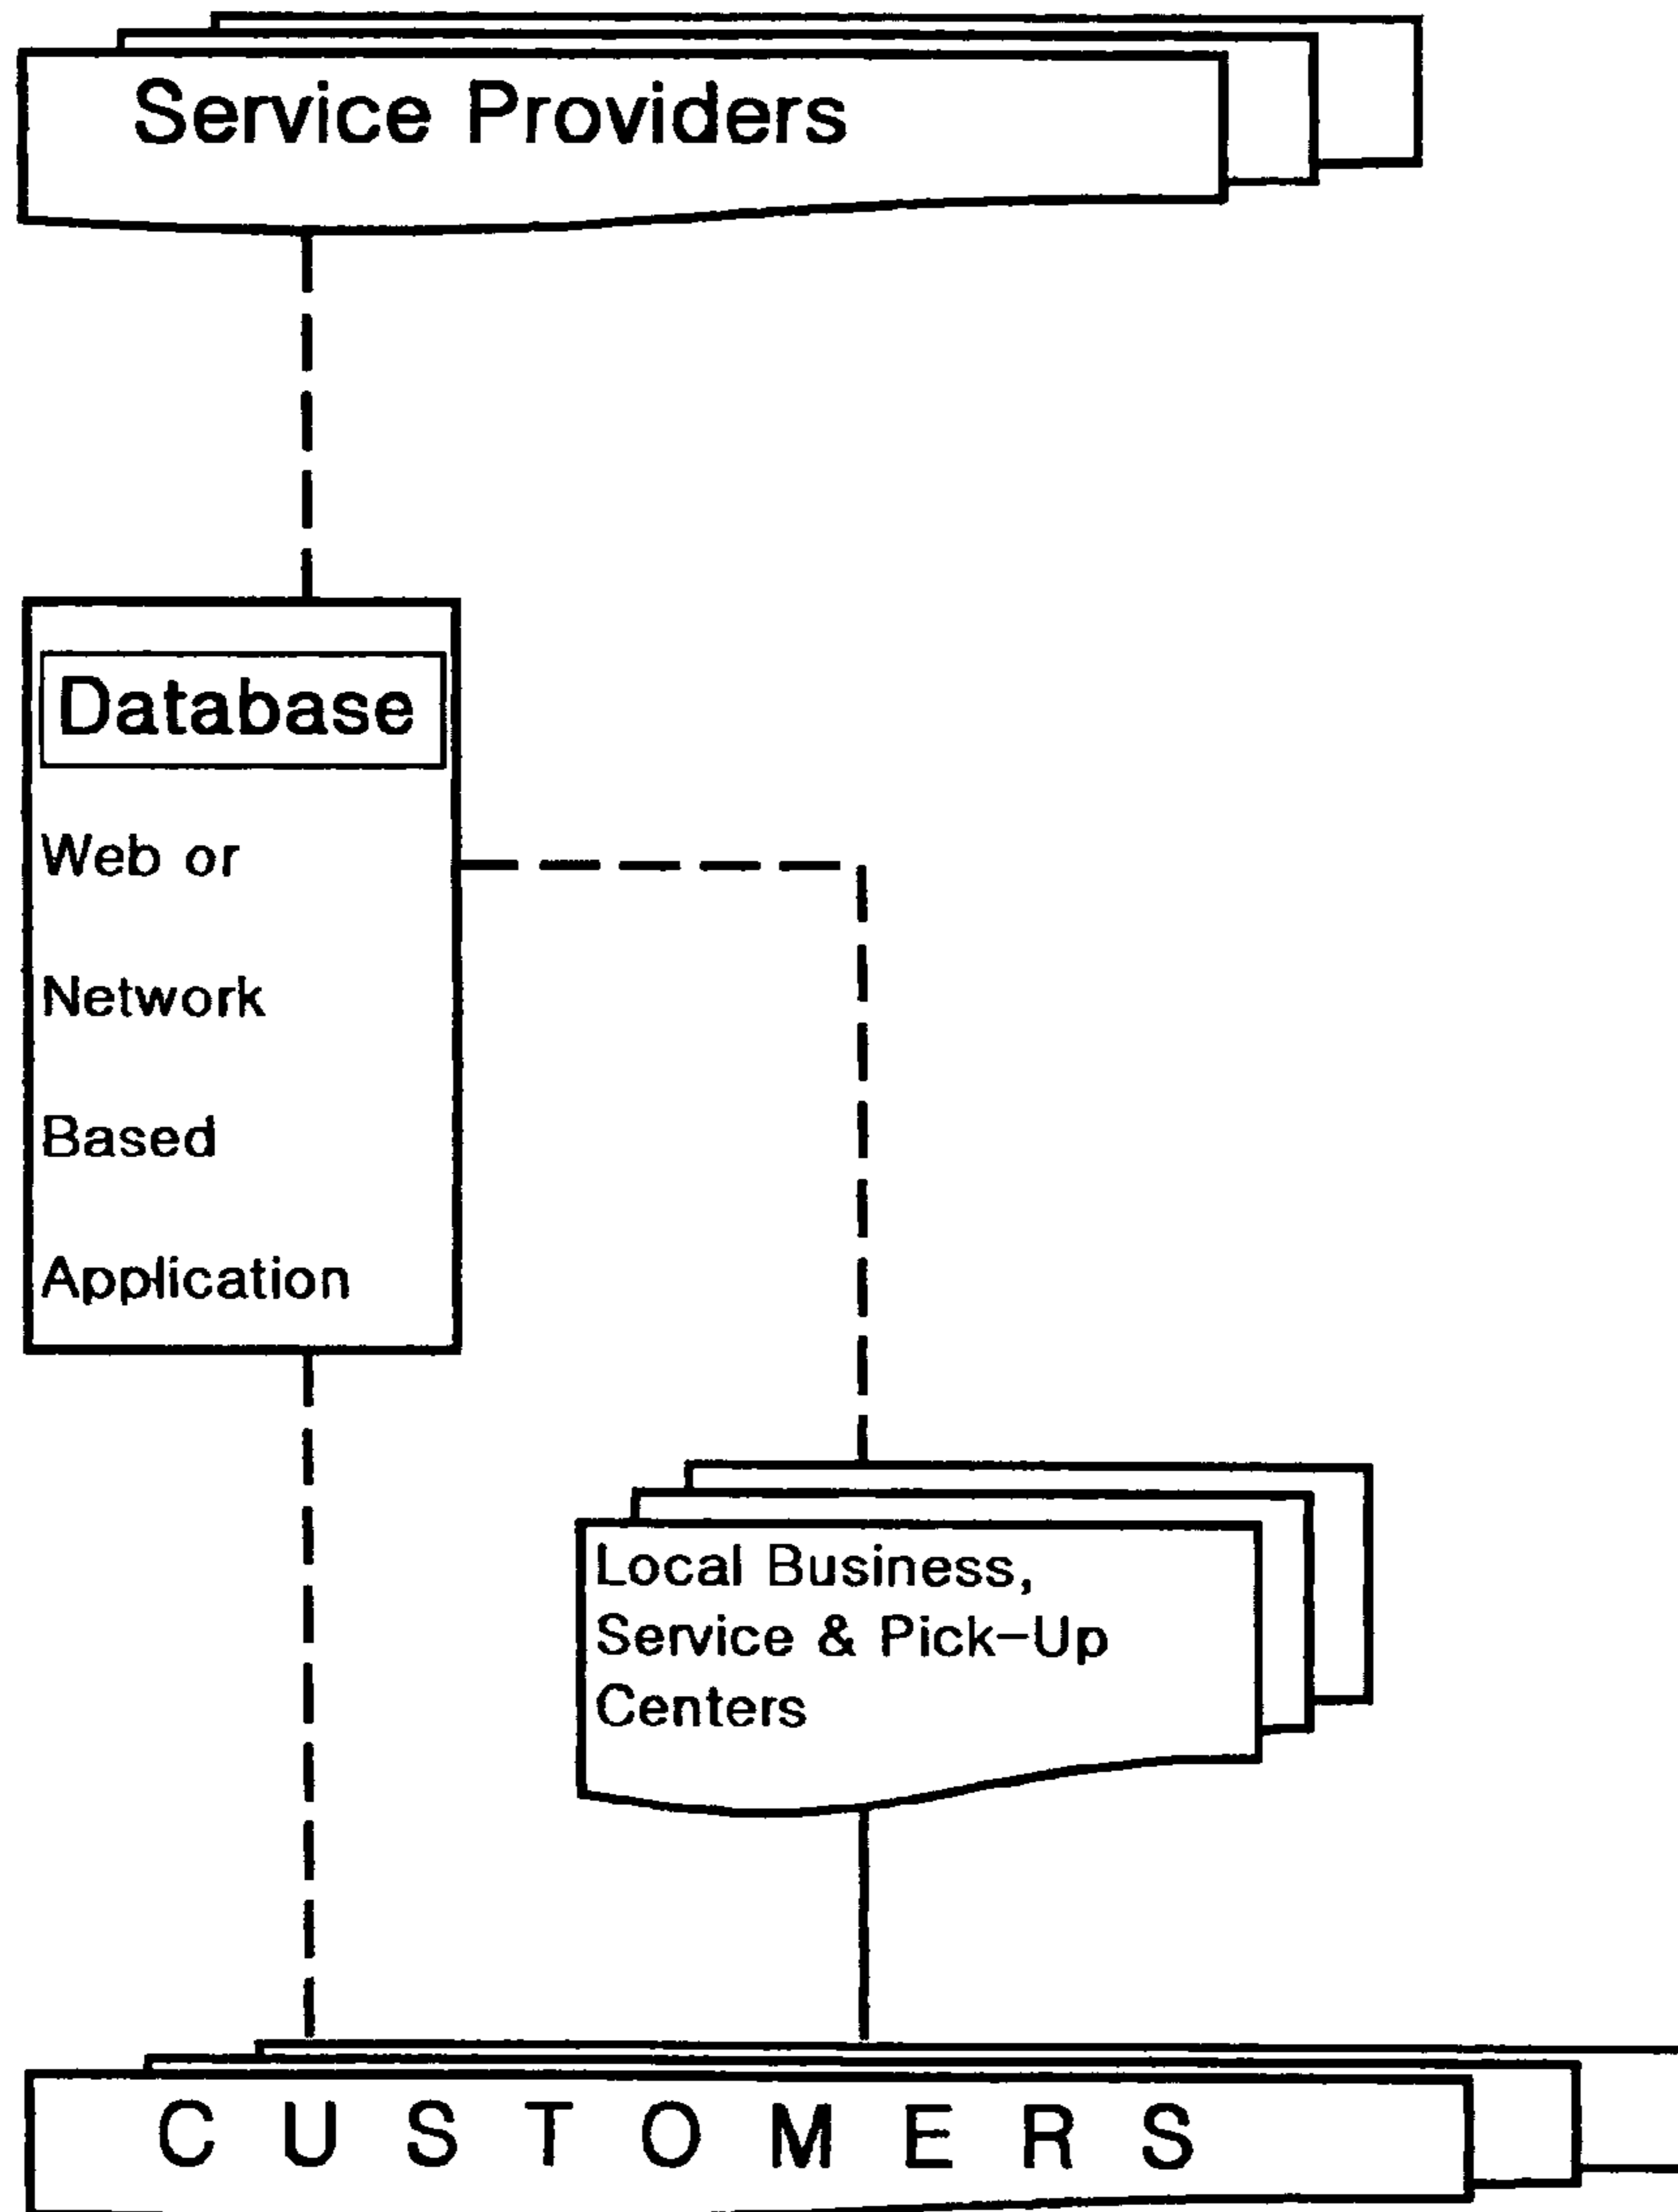 Service Providers
Database
Web or
Network
Based
Application
Local Business,
Service & Pick-Up
Centers
C U S T O M E R S